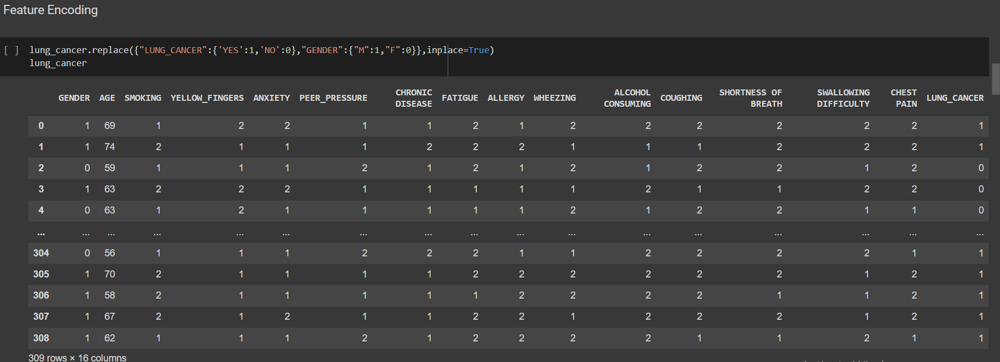 Feature Encoding
[ ] lung_cancer.replace({"LUNG_CANCER":{'YES':1,'NO':0},"GENDER":{"M":1,"F":0}},inplace=True)
lung_cancer
GENDER AGE SMOKING YELLOW_FINGERS ANXIETY PEER_PRESSURE CHRONIC DISEASE FATIGUE ALLERGY WHEEZING ALCOHOL CONSUMING COUGHING SHORTNESS OF BREATH SWALLOWING DIFFICULTY CHEST PAIN LUNG_CANCER
0 1 69 1 2 2 1 1 2 1 2 2 2 2 2 2 1
1 1 74 2 1 1 1 2 2 2 1 1 1 2 2 2 1
2 0 59 1 1 1 2 1 2 1 2 1 2 2 1 2 0
3 1 63 2 2 2 1 1 1 1 1 2 1 1 2 2 0
4 0 63 1 2 1 1 1 1 1 2 1 2 2 1 1 0
... ... ... ... ... ... ... ... ... ... ... ... ... ... ... ... ...
304 0 56 1 1 1 2 2 2 1 1 2 2 2 2 1 1
305 1 70 2 1 1 1 1 2 2 2 2 2 2 1 2 1
306 1 58 2 1 1 1 1 1 2 2 2 2 1 1 2 1
307 1 67 2 1 2 1 1 2 2 1 2 2 2 1 2 1
308 1 62 1 1 1 2 1 2 2 2 2 1 1 2 1 1
309 rows × 16 columns